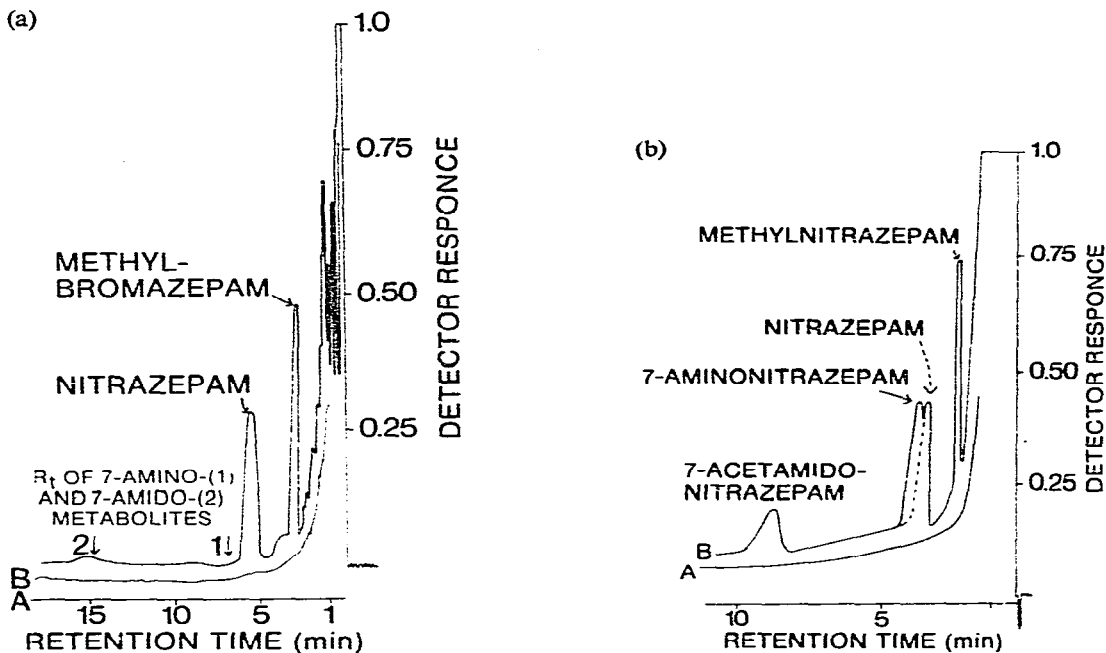 (a)
1.0
0.75
0.50
0.25
DETECTOR RESPONCE
METHYL-
BROMAZEPAM
NITRAZEPAM
Rt OF 7-AMINO-(1)
AND 7-AMIDO-(2)
METABOLITES
2
1
B
A
15
10
5
1
RETENTION TIME (min)
(b)
1.0
0.75
0.50
0.25
DETECTOR RESPONCE
METHYLNITRAZEPAM
NITRAZEPAM
7-AMINONITRAZEPAM
7-ACETAMIDO-
NITRAZEPAM
B
A
10
5
RETENTION TIME (min)